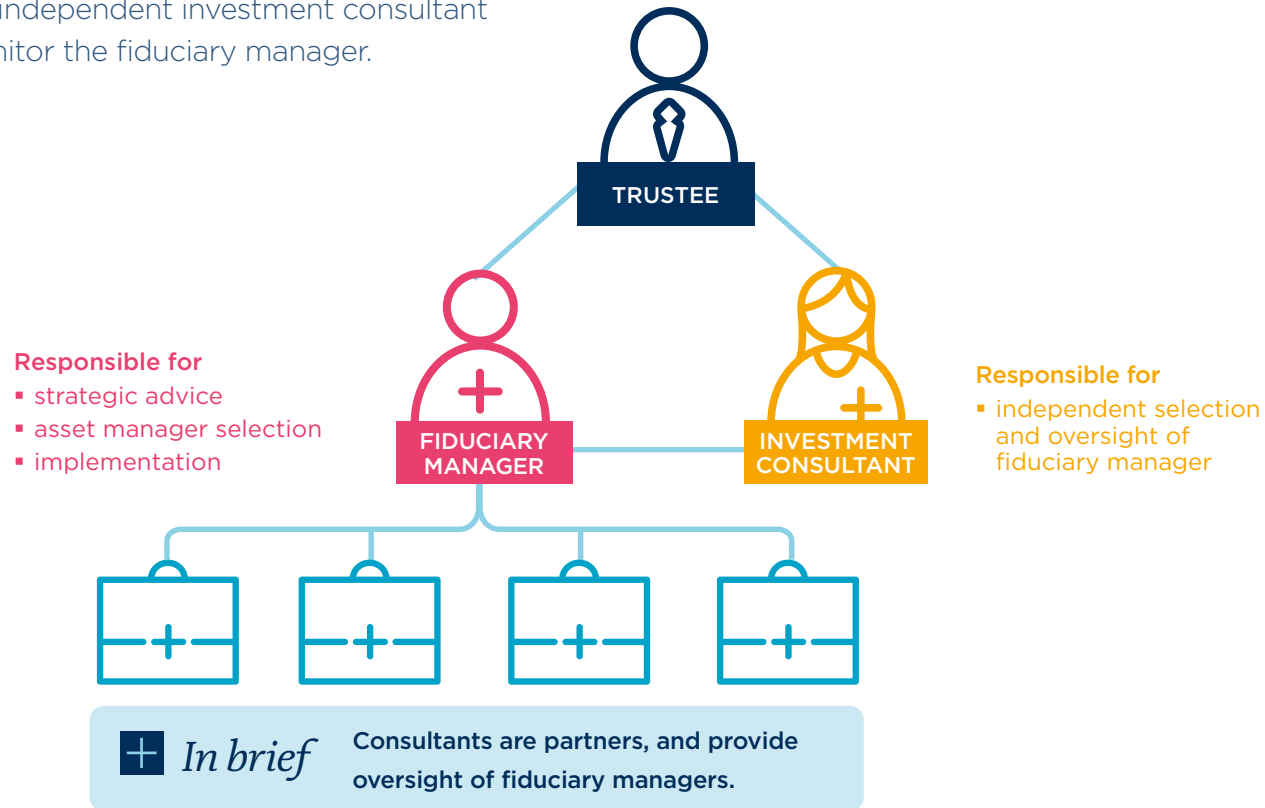 independent investment consultant
nitor the fiduciary manager.
TRUSTEE
Responsible for
▪ strategic advice
▪ asset manager selection
▪ implementation
FIDUCIARY
MANAGER
INVESTMENT
CONSULTANT
Responsible for
▪ independent selection
and oversight of
fiduciary manager
In brief
Consultants are partners, and provide
oversight of fiduciary managers.